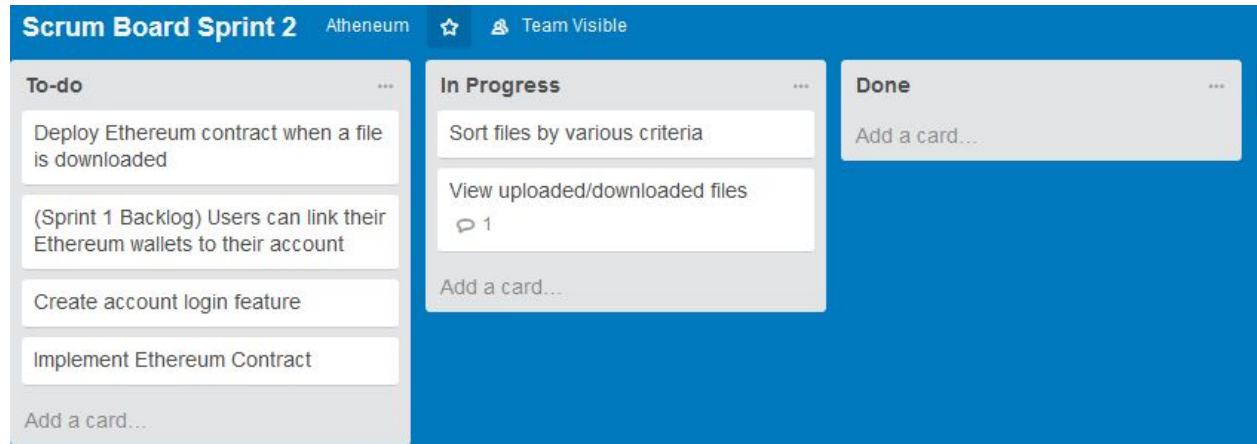 Scrum Board Sprint 2 Atheneum Team Visible
To-do ...
Deploy Ethereum contract when a file
is downloaded
(Sprint 1 Backlog) Users can link their
Ethereum wallets to their account
Create account login feature
Implement Ethereum Contract
Add a card...
In Progress ...
Sort files by various criteria
View uploaded/downloaded files
1
Add a card...
Done ...
Add a card...